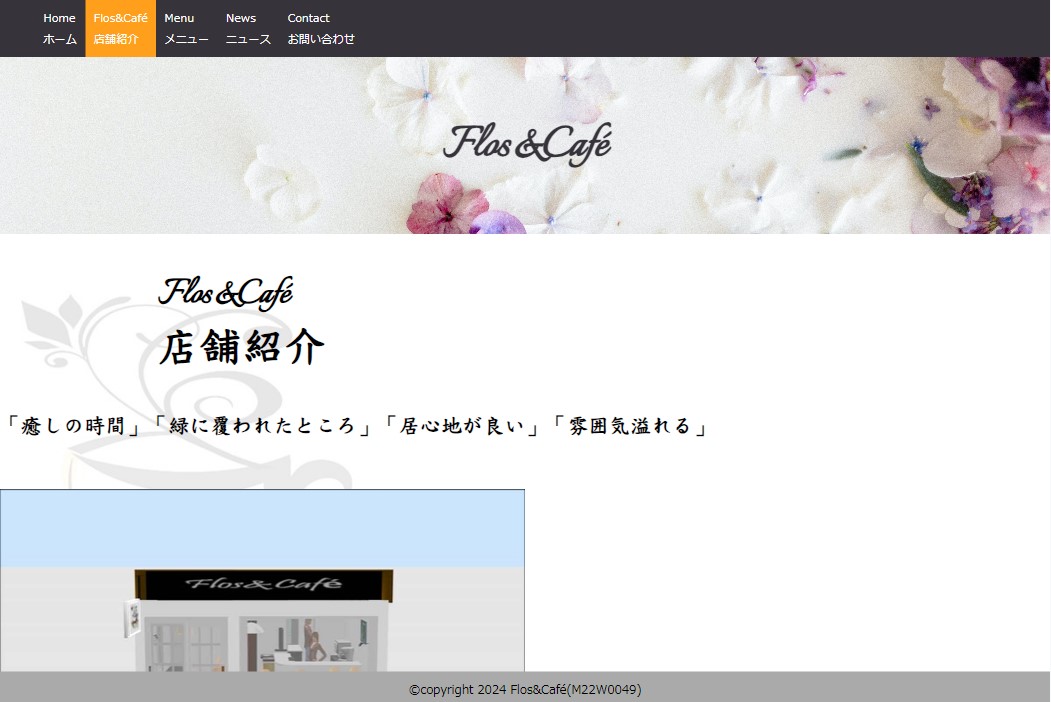 Home
Flos&Café
Menu
News
Contact
ホーム
店舗紹介
メニュー
ニュース
お問い合わせ
Flos&Café
Flos&Café
店舗紹介
「癒しの時間」「緑に覆われたところ」「居心地が良い」「雰囲気溢れる」
Flos&Café
©copyright 2024 Flos&Café(M22W0049)